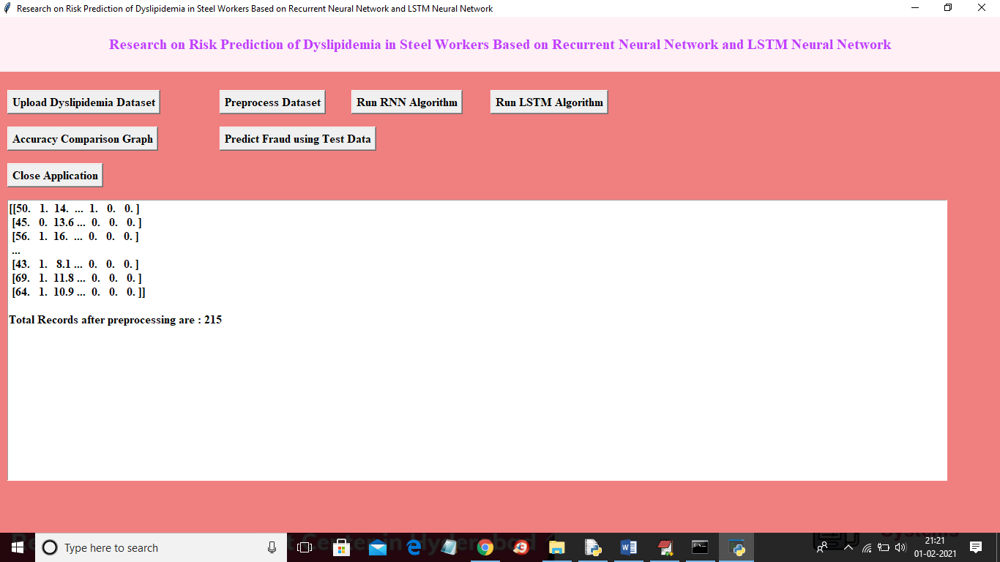 Research on Risk Prediction of Dyslipidemia in Steel Workers Based on Recurrent Neural Network and LSTM Neural Network
Research on Risk Prediction of Dyslipidemia in Steel Workers Based on Recurrent Neural Network and LSTM Neural Network
Upload Dyslipidemia Dataset Preprocess Dataset Run RNN Algorithm Run LSTM Algorithm
Accuracy Comparison Graph Predict Fraud using Test Data
Close Application
[[50. 1. 14. ... 1. 0. 0. ]
[45. 0. 13.6 ... 0. 0. 0. ]
[56. 1. 16. ... 0. 0. 0. ]
...
[43. 1. 8.1 ... 0. 0. 0. ]
[69. 1. 11.8 ... 0. 0. 0. ]
[64. 1. 10.9 ... 0. 0. 0. ]]
Total Records after preprocessing are : 215
Type here to search
21:21
01-02-2021